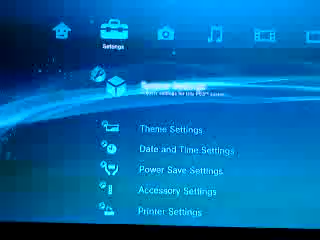 Settings
System Settings
Theme Settings
Date and Time Settings
Power Save Settings
Accessory Settings
Printer Settings